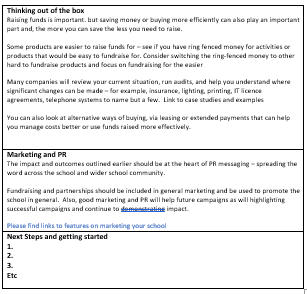 Thinking out of the box
Raising funds is important. but saving money or buying more efficiently can also play an important
part and, the more you can save the less you need to raise.
Some products are easier to raise funds for – see if you have ring fenced money for activities or
products that would be easy to fundraise for. Consider switching the ring-fenced money to other
hard to fundraise products and focus on fundraising for the easier
Many companies will review your current situation, run audits, and help you understand where
significant changes can be made – for example, insurance, lighting, printing, IT licence
agreements, telephone systems to name but a few. Link to case studies and examples
You can also look at alternative ways of buying, via leasing or extended payments that can help
you manage costs better or use funds raised more effectively.
Marketing and PR
The impact and outcomes outlined earlier should be at the heart of PR messaging – spreading the
word across the school and wider school community.
Fundraising and partnerships should be included in general marketing and be used to promote the
school in general. Also, good marketing and PR will help future campaigns as will highlighting
successful campaigns and continue to demonstrating impact.
Please find links to features on marketing your school
Next Steps and getting started
1.
2.
3.
Etc